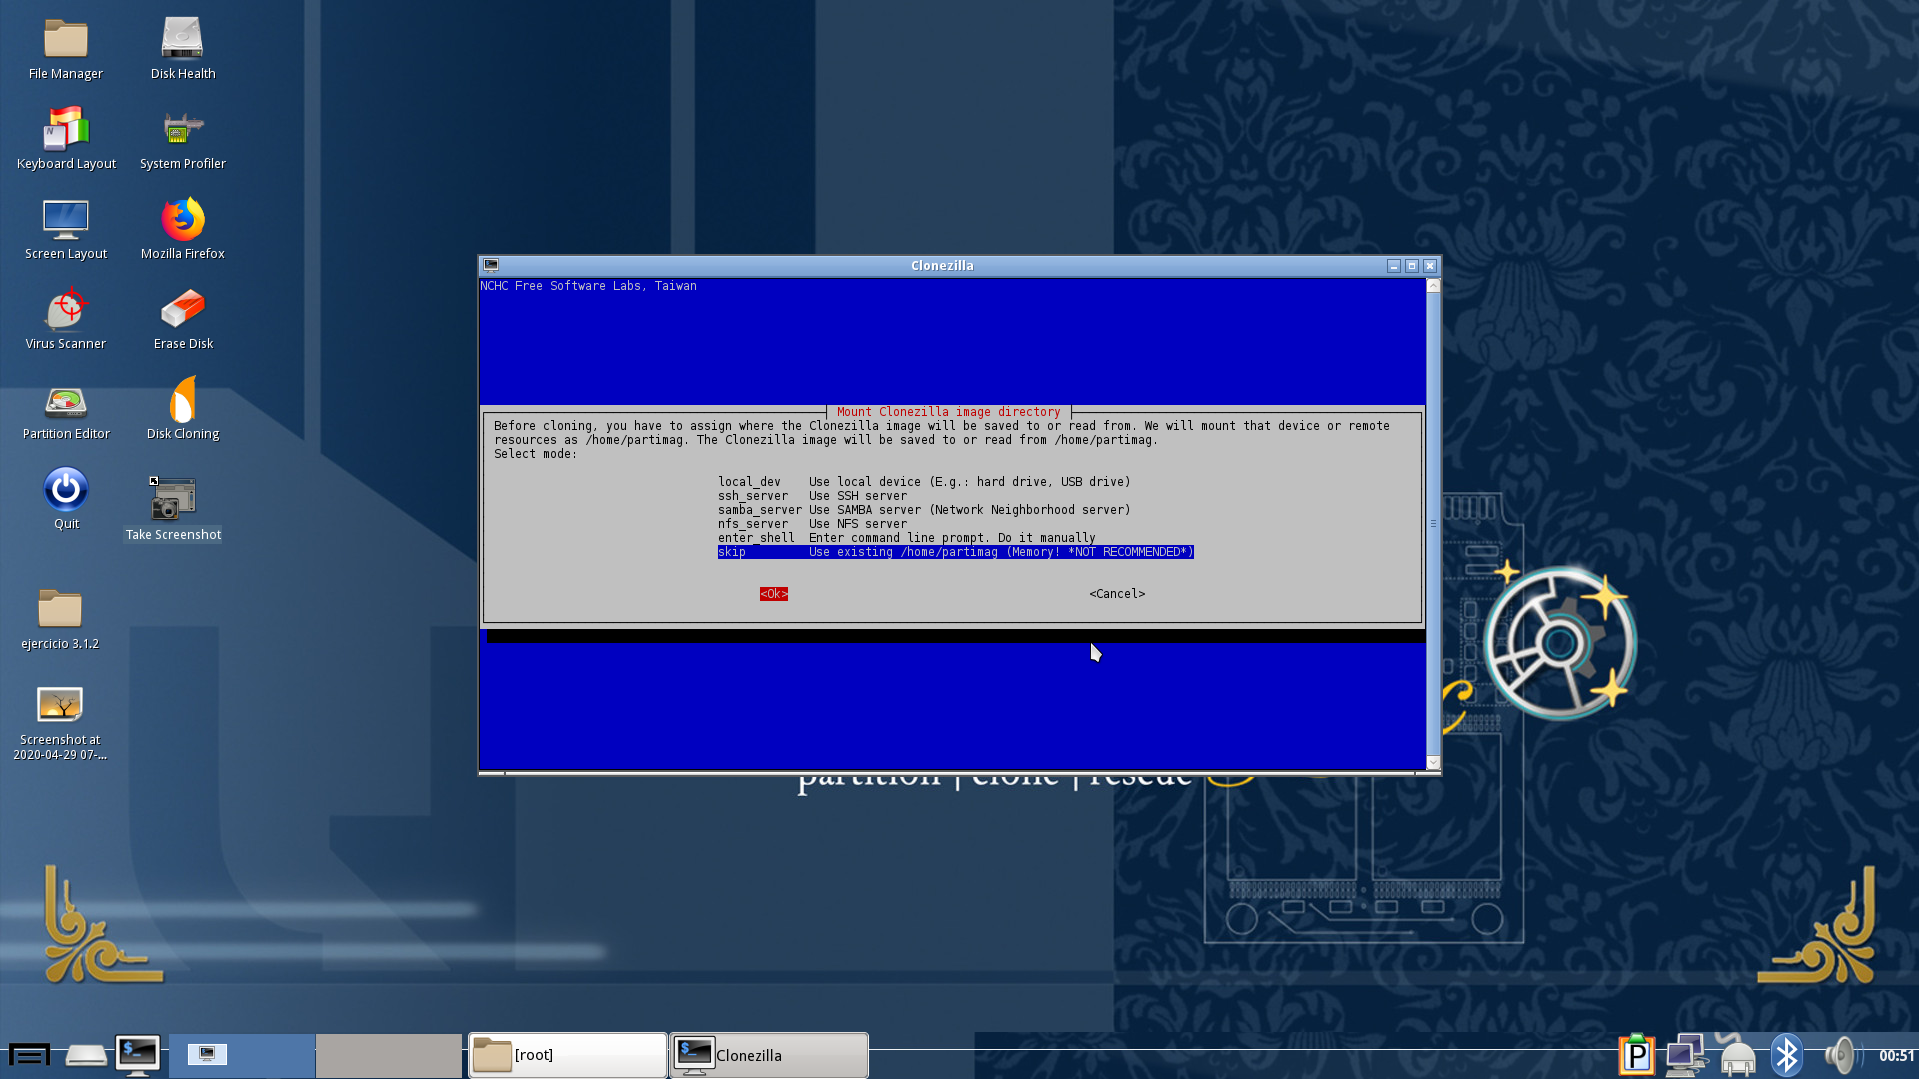 File Manager
Disk Health
Keyboard Layout
System Profiler
Screen Layout
Mozilla Firefox
Virus Scanner
Erase Disk
Partition Editor
Disk Cloning
Quit
Take Screenshot
ejercicio 3.1.2
Screenshot at
2020-04-29 07-...
Clonezilla
NCHC Free Software Labs, Taiwan
Mount Clonezilla image directory
Before cloning, you have to assign where the Clonezilla image will be saved to or read from. We will mount that device or remote
resources as /home/partimag. The Clonezilla image will be saved to or read from /home/partimag.
Select mode:
local_dev Use local device (E.g.: hard drive, USB drive)
ssh_server Use SSH server
samba_server Use SAMBA server (Network Neighborhood server)
nfs_server Use NFS server
enter_shell Enter command line prompt. Do it manually
skip Use existing /home/partimag (Memory! *NOT RECOMMENDED*)
<Ok> <Cancel>
partition | clone | rescue
[root]
Clonezilla
P
00:51